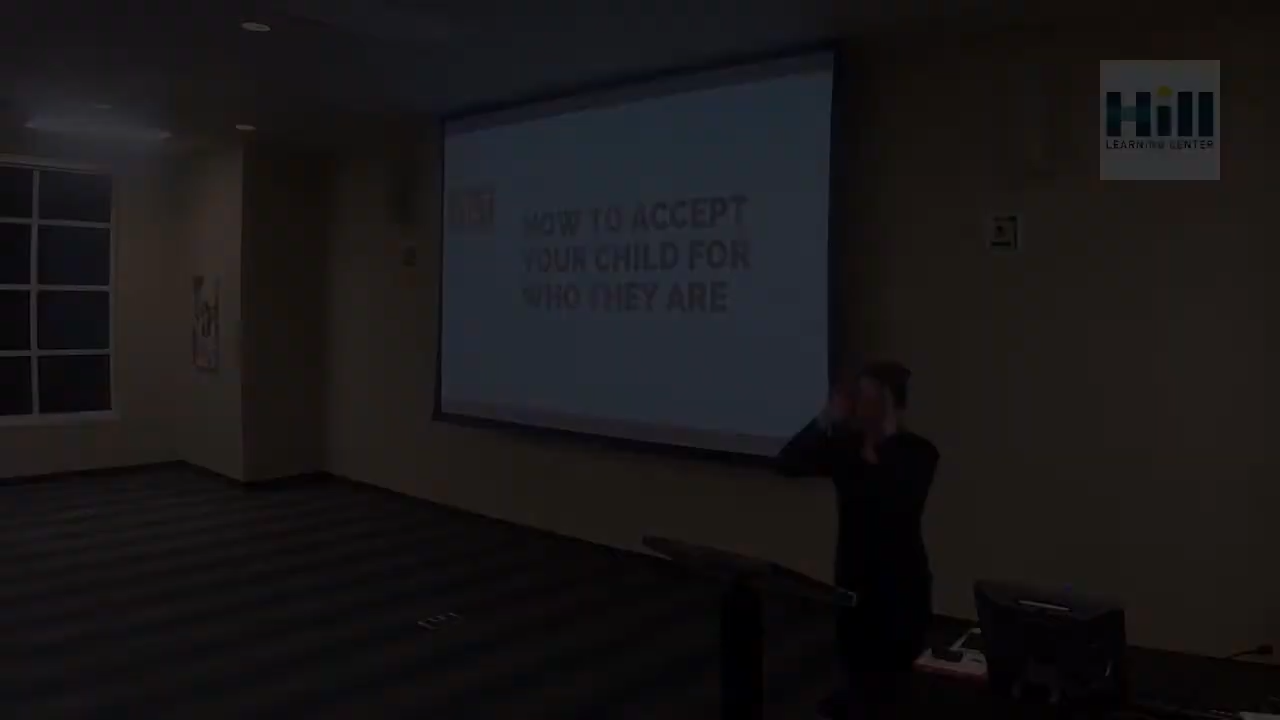 HOW TO ACCEPT
YOUR CHILD FOR
WHO THEY ARE
Hill
LEARNING CENTER